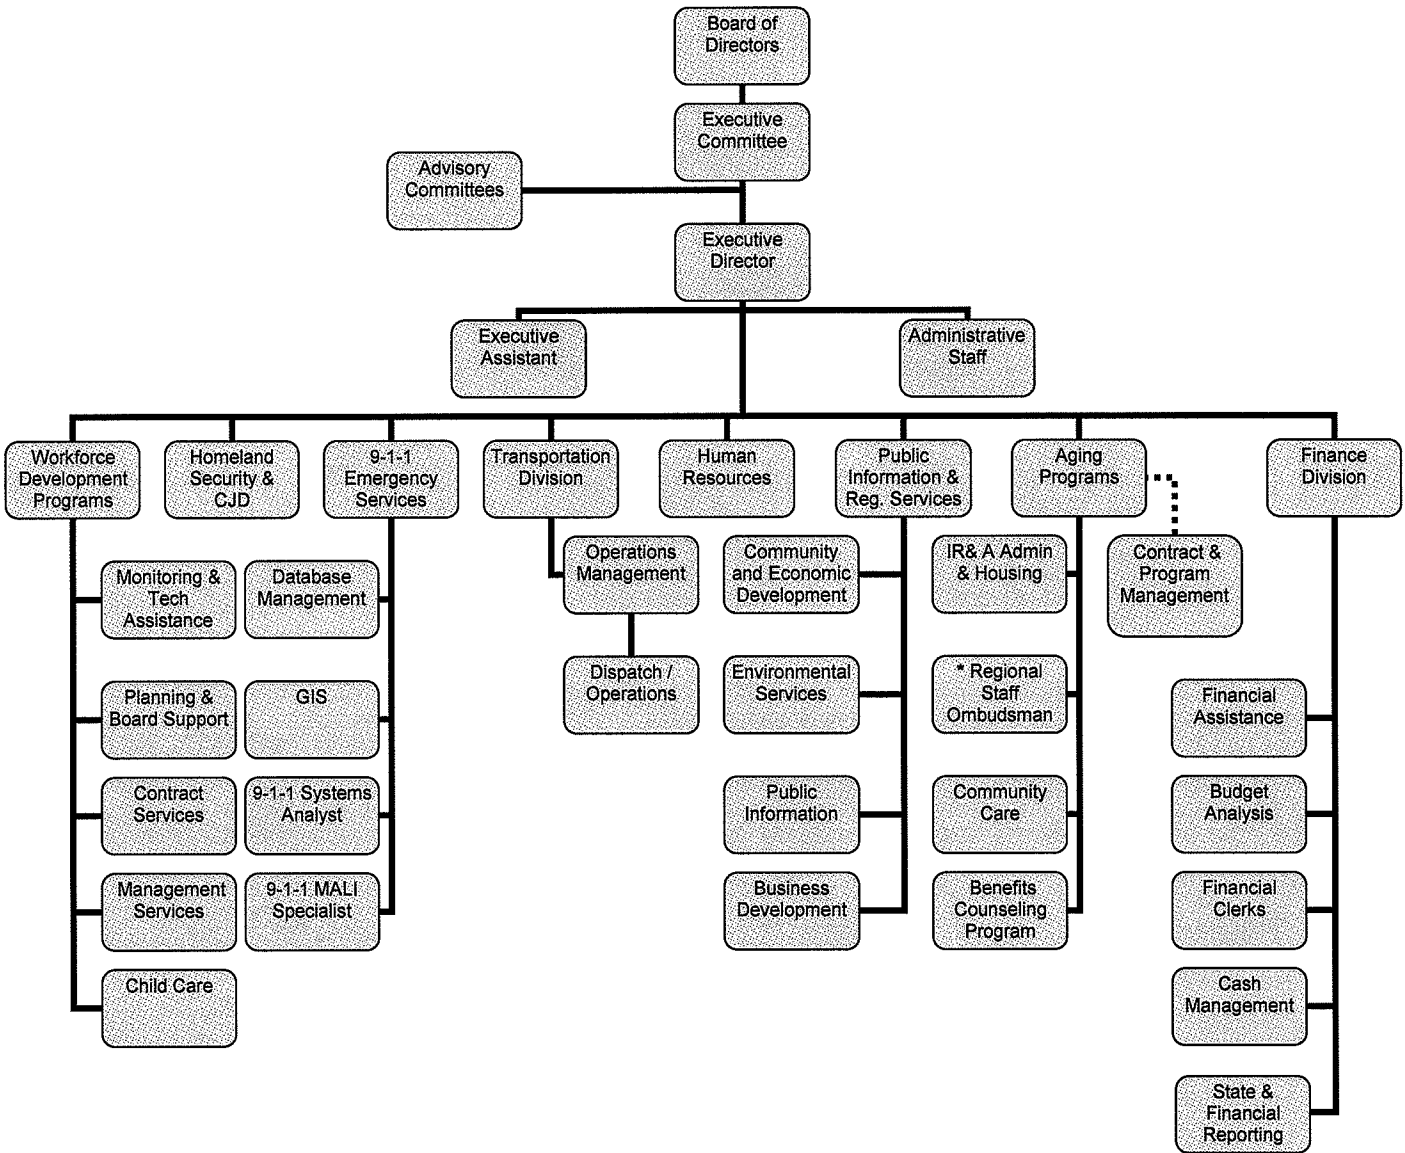 Board of
Directors
Executive
Committee
Advisory
Committees
Executive
Director
Executive
Assistant
Administrative
Staff
Workforce
Development
Programs
Homeland
Security &
CJD
9-1-1
Emergency
Services
Transportation
Division
Human
Resources
Public
Information &
Reg. Services
Aging
Programs
Finance
Division
Monitoring &
Tech
Assistance
Planning &
Board Support
Contract
Services
Management
Services
Child Care
Database
Management
GIS
9-1-1 Systems
Analyst
9-1-1 MALI
Specialist
Operations
Management
Dispatch /
Operations
Community
and Economic
Development
Environmental
Services
Public
Information
Business
Development
IR& A Admin
& Housing
* Regional
Staff
Ombudsman
Community
Care
Benefits
Counseling
Program
Contract &
Program
Management
Financial
Assistance
Budget
Analysis
Financial
Clerks
Cash
Management
State &
Financial
Reporting